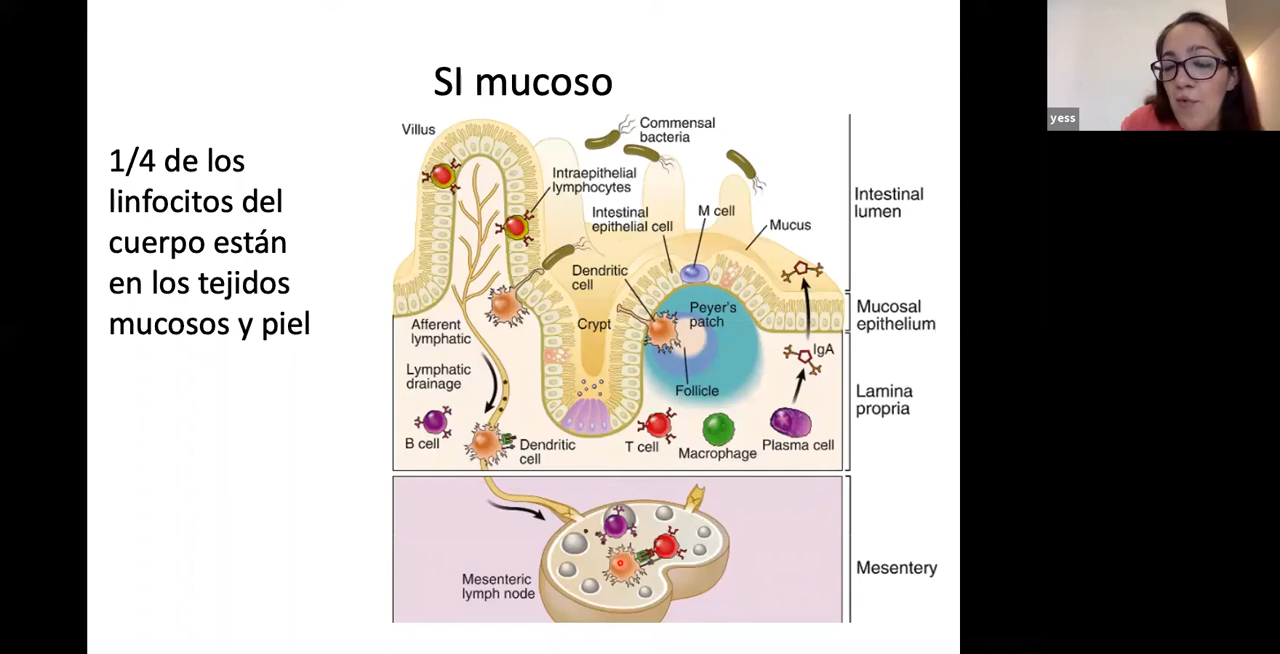 SI mucoso
1/4 de los
linfocitos del
cuerpo están
en los tejidos
mucosos y piel
Villus
Commensal
bacteria
Intraepithelial
lymphocytes
Intestinal
epithelial cell
M cell
Mucus
Dendritic
cell
Peyer's
patch
Crypt
Afferent
lymphatic
Lymphatic
drainage
Follicle
IgA
B cell
Dendritic
cell
T cell
Macrophage
Plasma cell
Mesenteric
lymph node
Intestinal
lumen
Mucosal
epithelium
Lamina
propria
Mesentery
yess